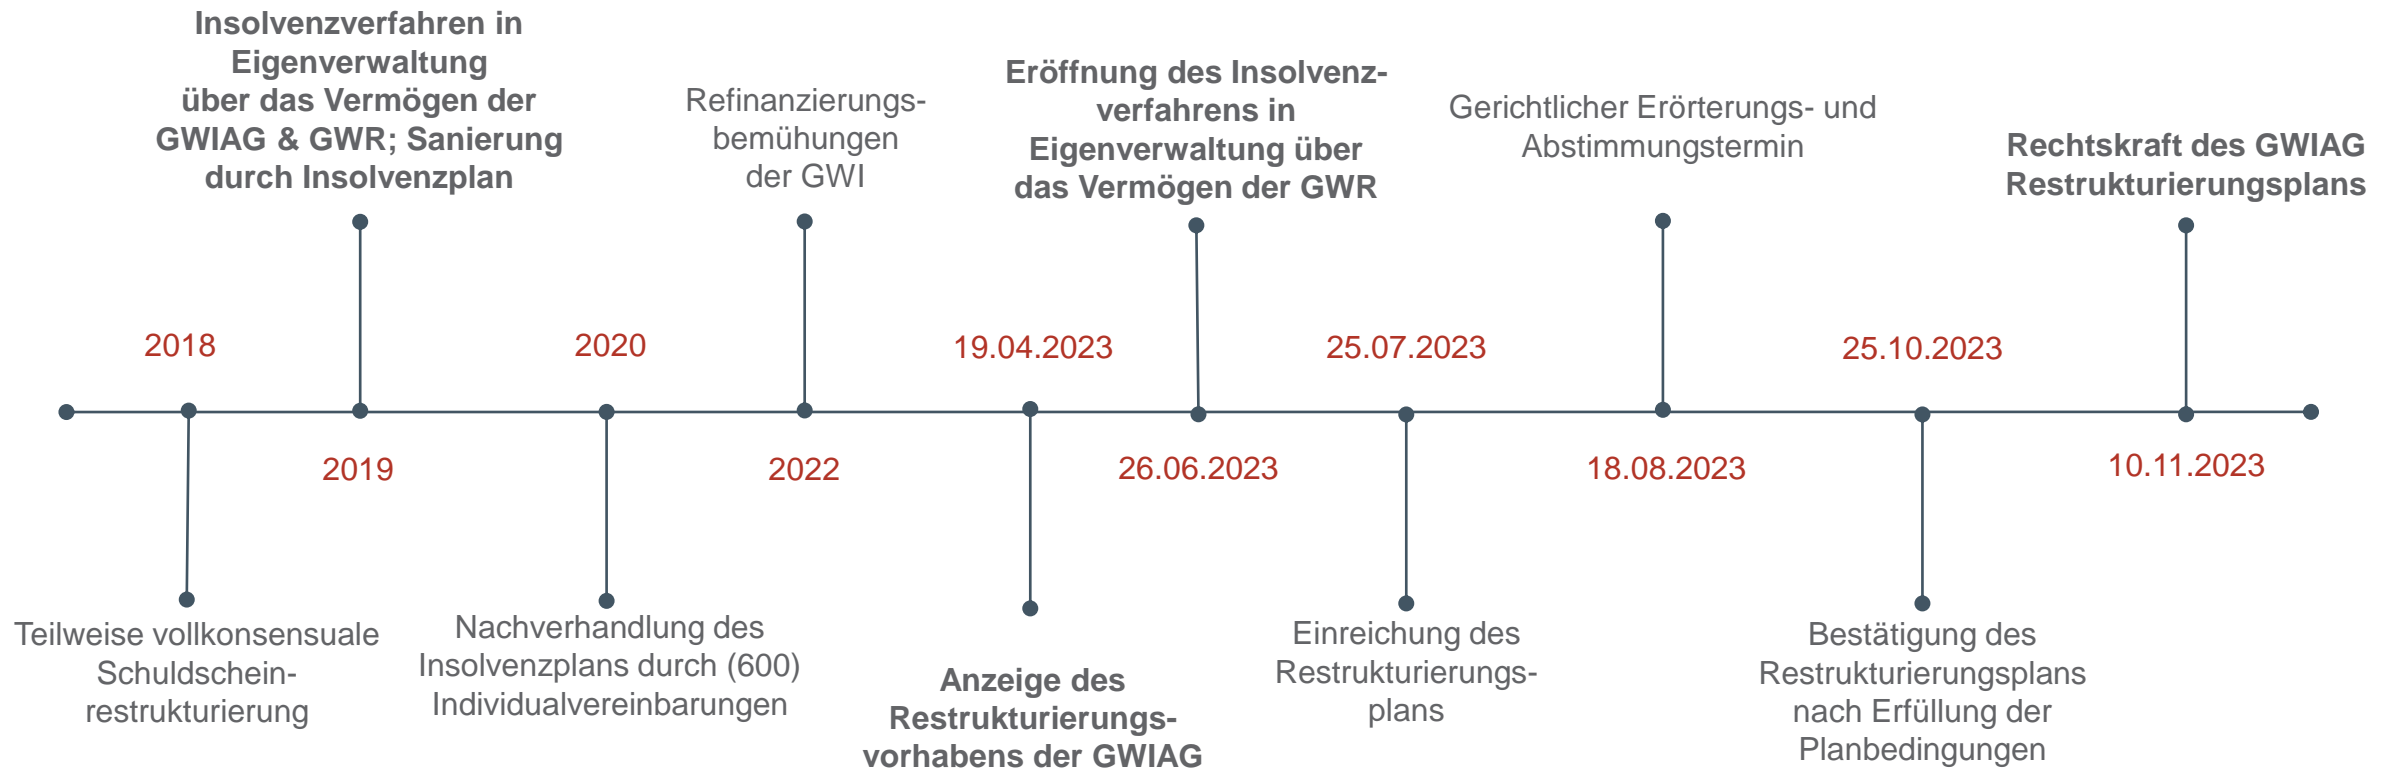 Insolvenzverfahren in
Eigenverwaltung
über das Vermögen der
GWIAG & GWR; Sanierung
durch Insolvenzplan
Refinanzierungs-
bemühungen
der GWI
Eröffnung des Insolvenz-
verfahrens in
Eigenverwaltung über
das Vermögen der GWR
Gerichtlicher Erörterungs- und
Abstimmungstermin
Rechtskraft des GWIAG
Restrukturierungsplans
2018
2020
19.04.2023
25.07.2023
25.10.2023
2019
2022
26.06.2023
18.08.2023
10.11.2023
Teilweise vollkonsensuale
Schuldschein-
restrukturierung
Nachverhandlung des
Insolvenzplans durch (600)
Individualvereinbarungen
Anzeige des
Restrukturierungs-
vorhabens der GWIAG
Einreichung des
Restrukturierungs-
plans
Bestätigung des
Restrukturierungsplans
nach Erfüllung der
Planbedingungen